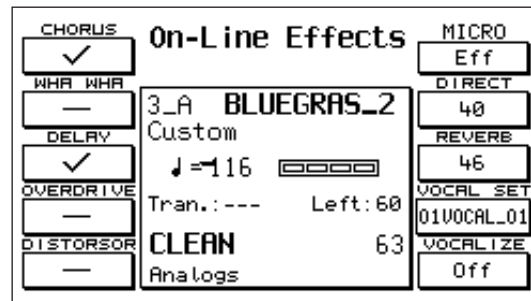 CHORUS
WHA WHA
—
DELAY
OVERDRIVE
—
DISTORSOR
—
On-Line Effects
3_A BLUEGRAS_2
Custom
♩=116
Tran.:--- Left:60
CLEAN 63
Analogs
MICRO
Eff
DIRECT
40
REVERB
46
VOCAL SET
01VOCAL_01
VOCALIZE
Off